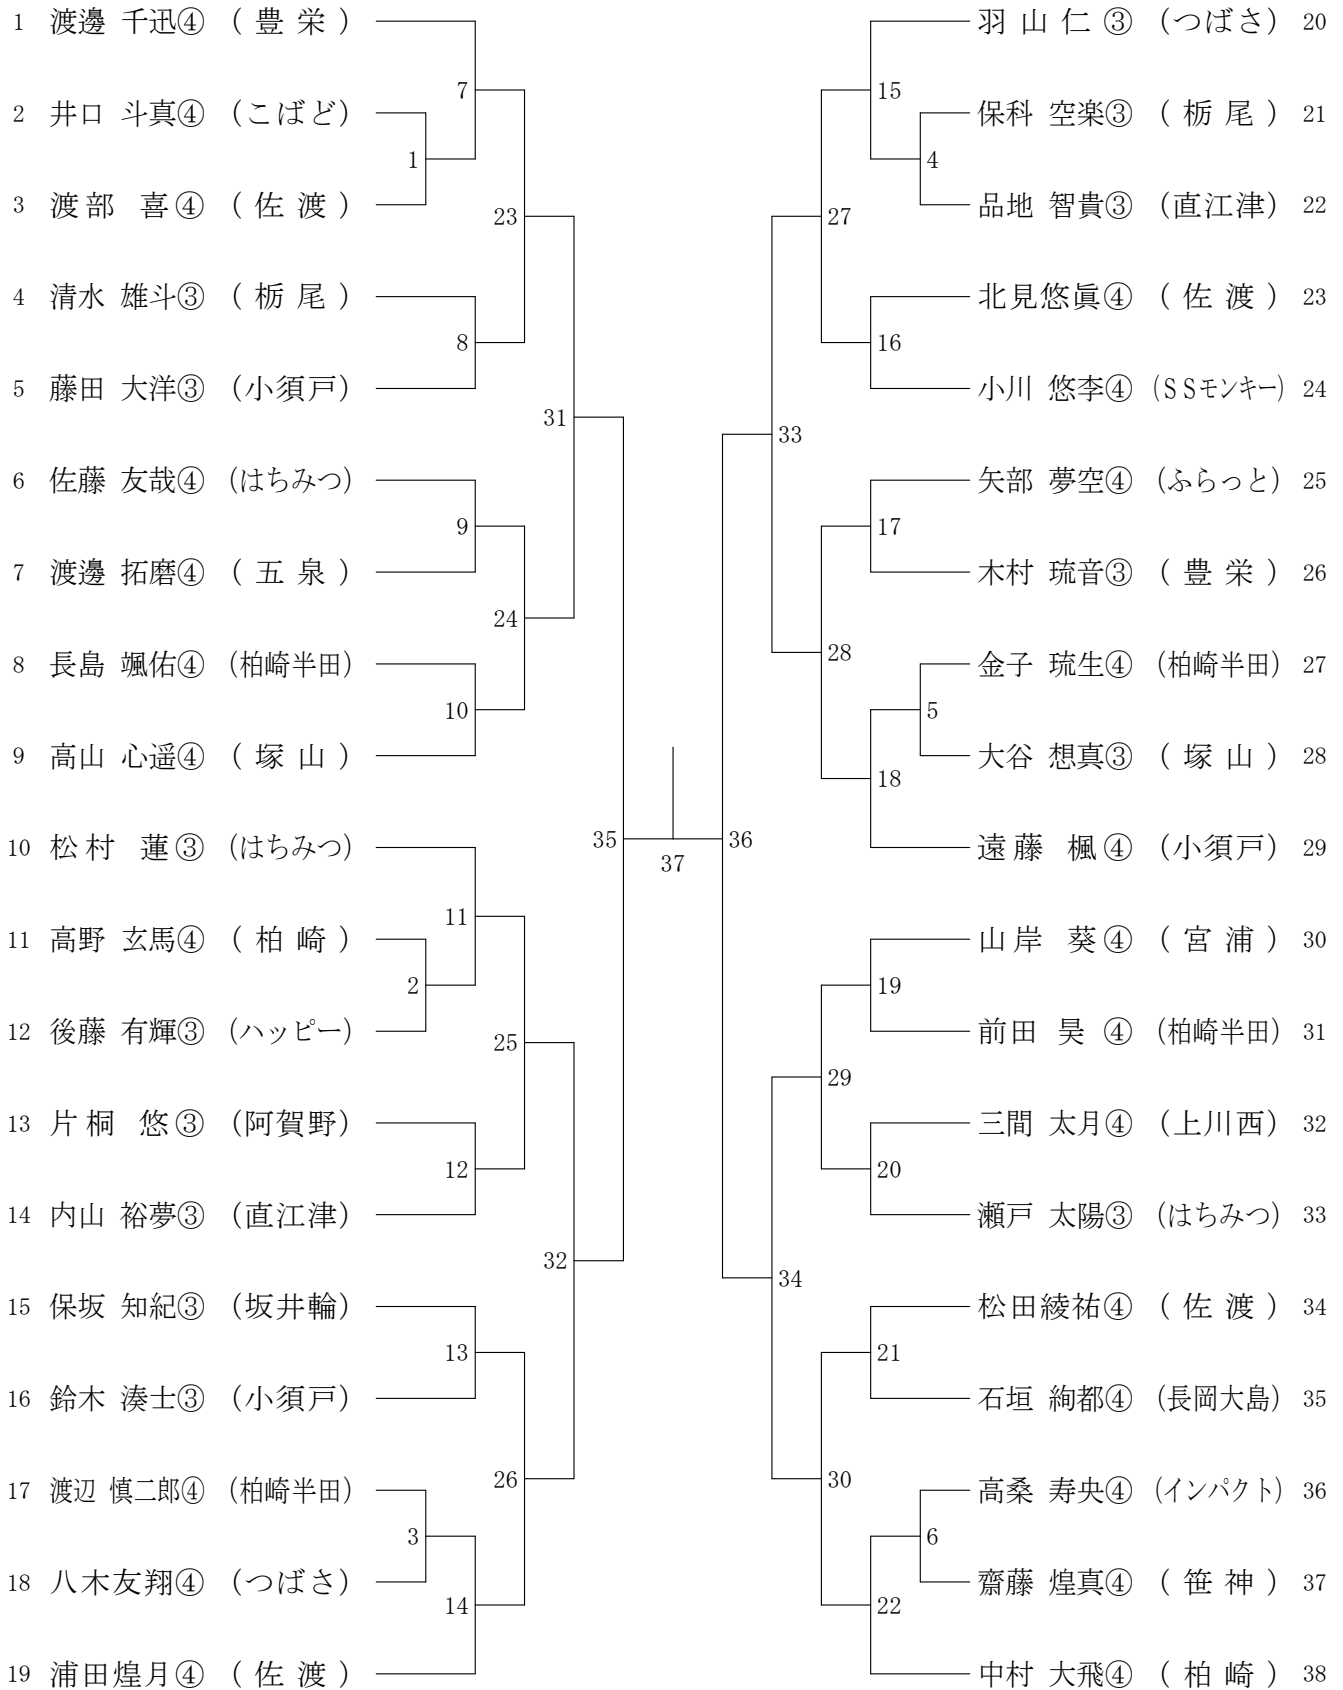 1 渡邊 千迅④ （ 豊 栄 ）
2 井口 斗真④ （こばど）
3 渡部 喜④ （ 佐 渡 ）
4 清水 雄斗③ （ 栃 尾 ）
5 藤田 大洋③ （小須戸）
6 佐藤 友哉④ （はちみつ）
7 渡邊 拓磨④ （ 五 泉 ）
8 長島 颯佑④ （柏崎半田）
9 高山 心遥④ （ 塚 山 ）
10 松村 蓮③ （はちみつ）
11 高野 玄馬④ （ 柏 崎 ）
12 後藤 有輝③ （ハッピー）
13 片桐 悠③ （阿賀野）
14 内山 裕夢③ （直江津）
15 保坂 知紀③ （坂井輪）
16 鈴木 湊士③ （小須戸）
17 渡辺 慎二郎④ （柏崎半田）
18 八木友翔④ （つばさ）
19 浦田煌月④ （ 佐 渡 ）
1
2
3
7
8
9
10
11
12
13
14
23
24
25
26
31
32
35
37
36
33
34
27
28
29
30
15
16
17
18
19
20
21
22
4
5
6
羽 山 仁 ③ （つばさ） 20
保科 空楽③ （ 栃 尾 ） 21
品地 智貴③ （直江津） 22
北見悠眞④ （ 佐 渡 ） 23
小川 悠李④ （ＳＳモンキー） 24
矢部 夢空④ （ふらっと） 25
木村 琉音③ （ 豊 栄 ） 26
金子 琉生④ （柏崎半田） 27
大谷 想真③ （ 塚 山 ） 28
遠藤 楓④ （小須戸） 29
山岸 葵④ （ 宮 浦 ） 30
前田 昊 ④ （柏崎半田） 31
三間 太月④ （上川西） 32
瀬戸 太陽③ （はちみつ） 33
松田綾祐④ （ 佐 渡 ） 34
石垣 絢都④ （長岡大島） 35
高桑 寿央④ （インパクト） 36
齋藤 煌真④ （ 笹 神 ） 37
中村 大飛④ （ 柏 崎 ） 38